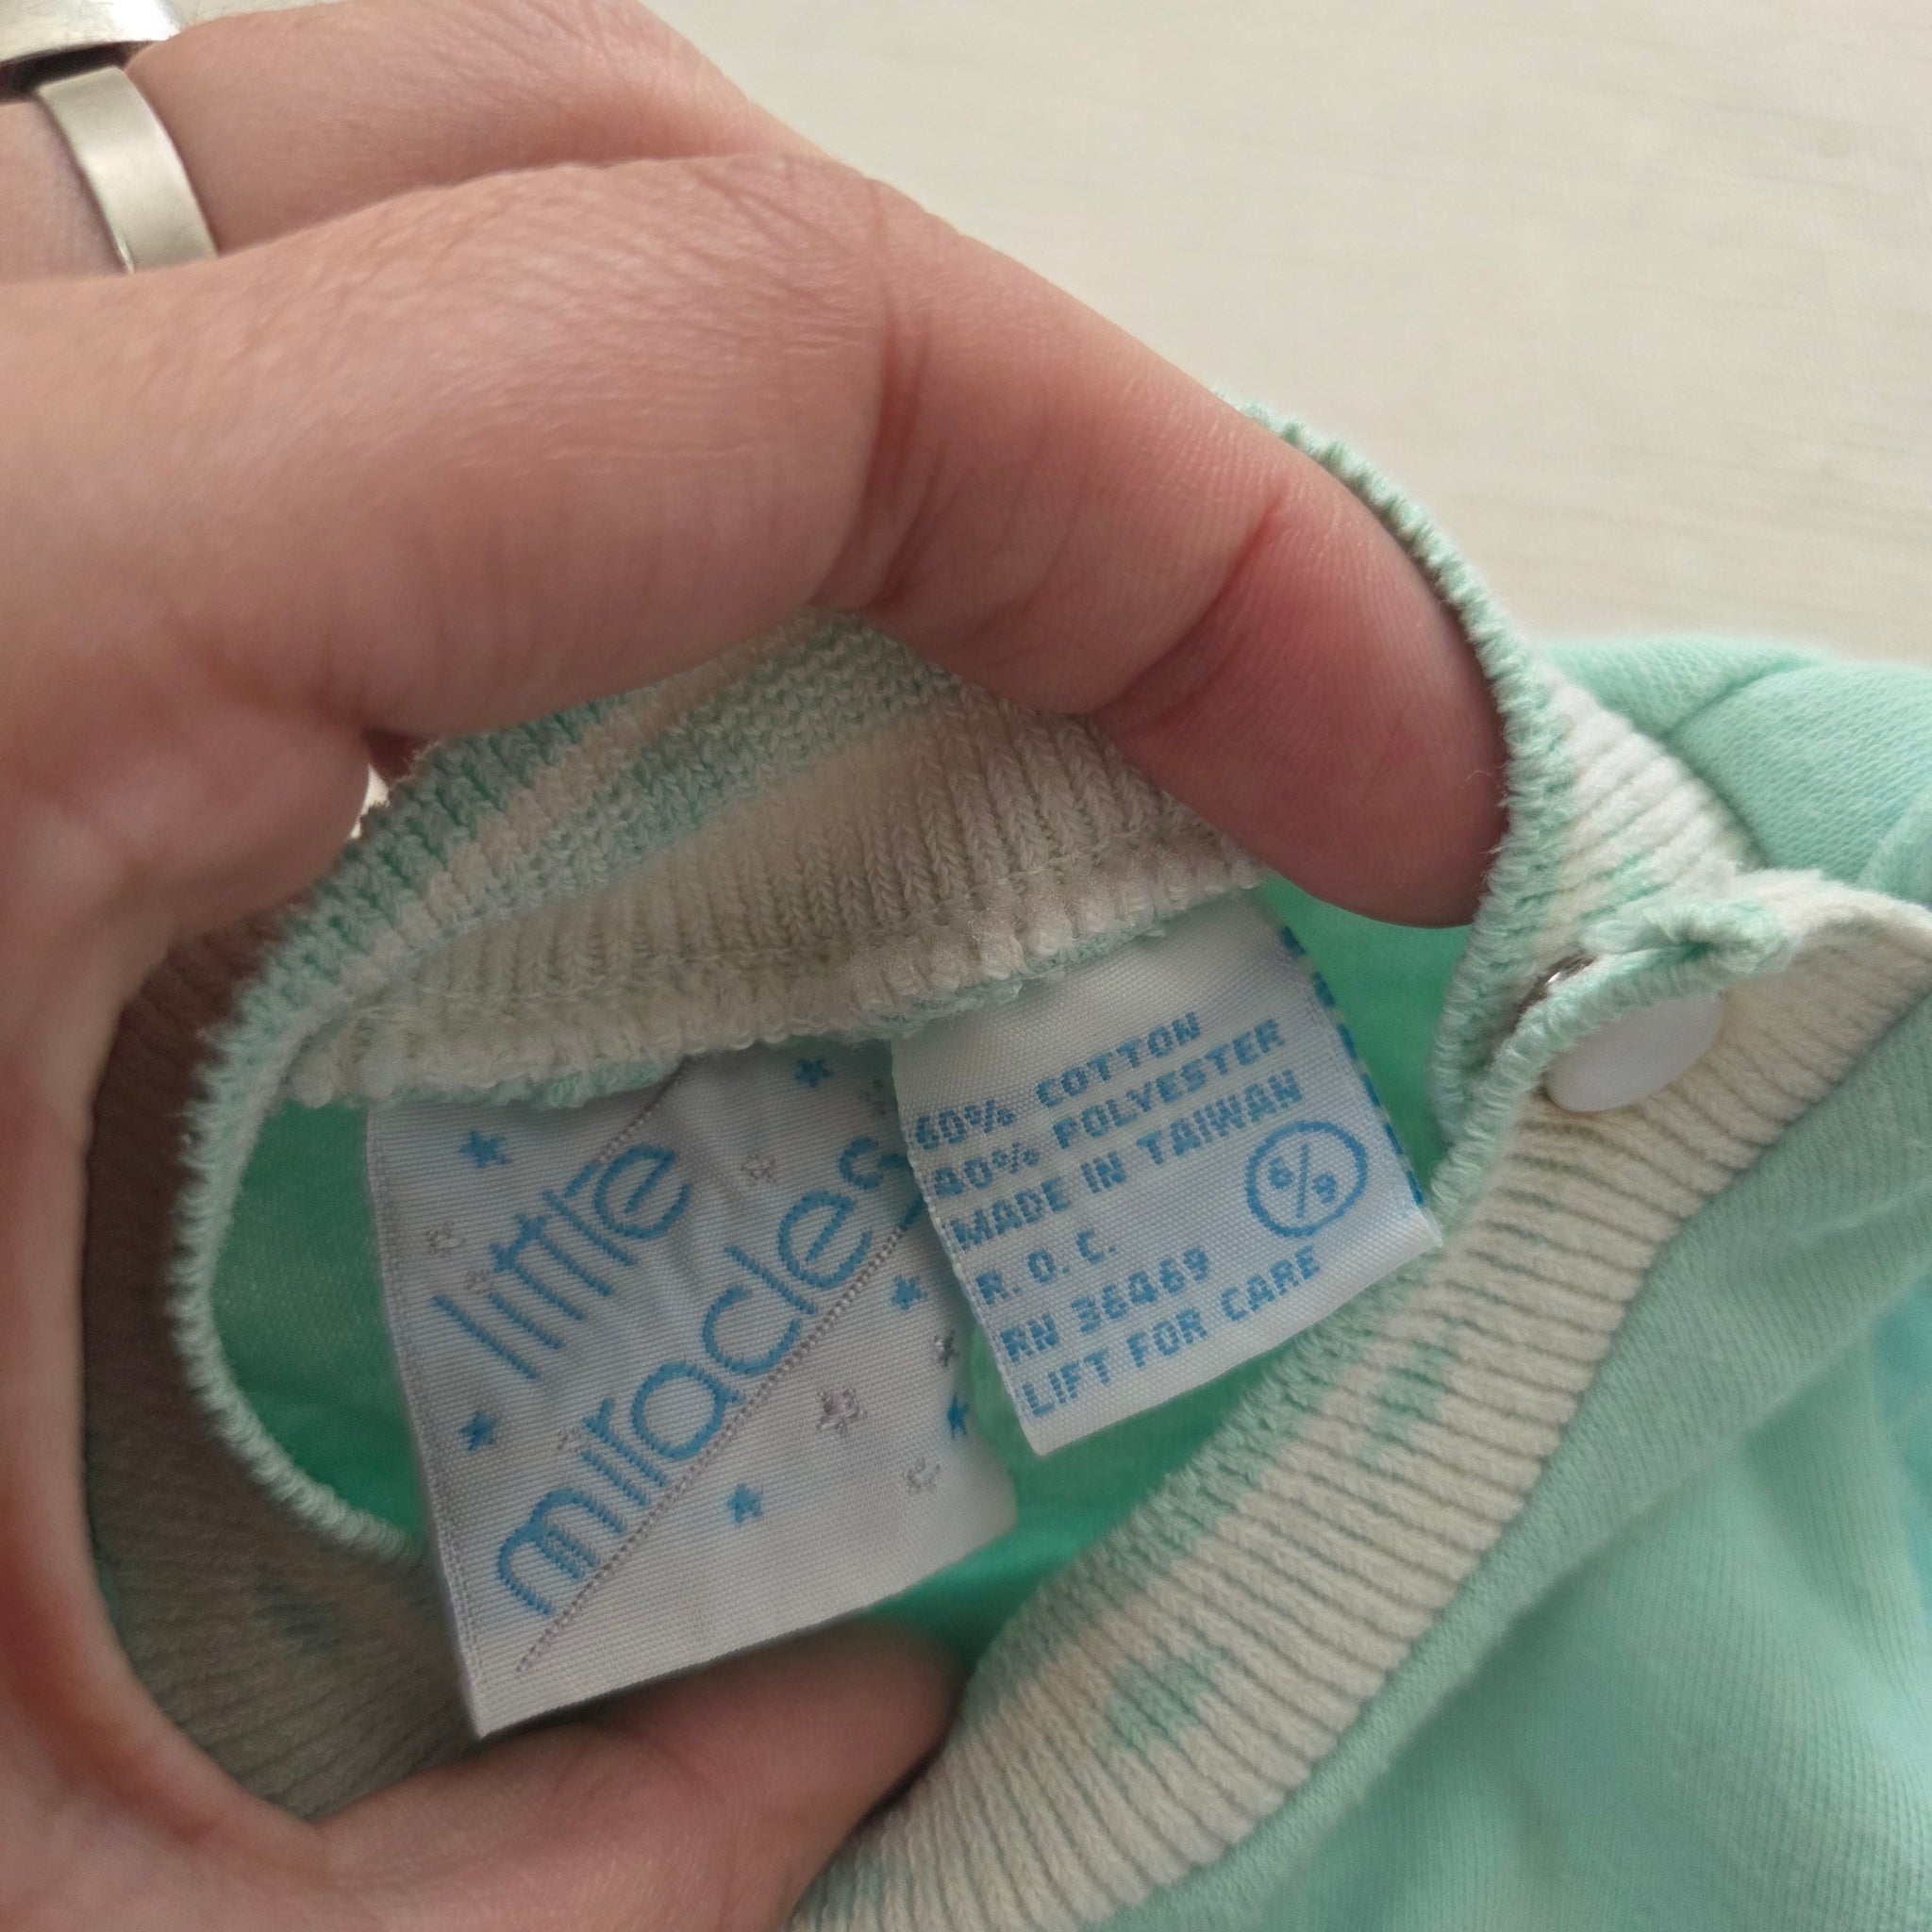 little
miracles
60% COTTON
40% POLYESTER
MADE IN TAIWAN
R. O. C.
6/9
RN 36469
LIFT FOR CARE